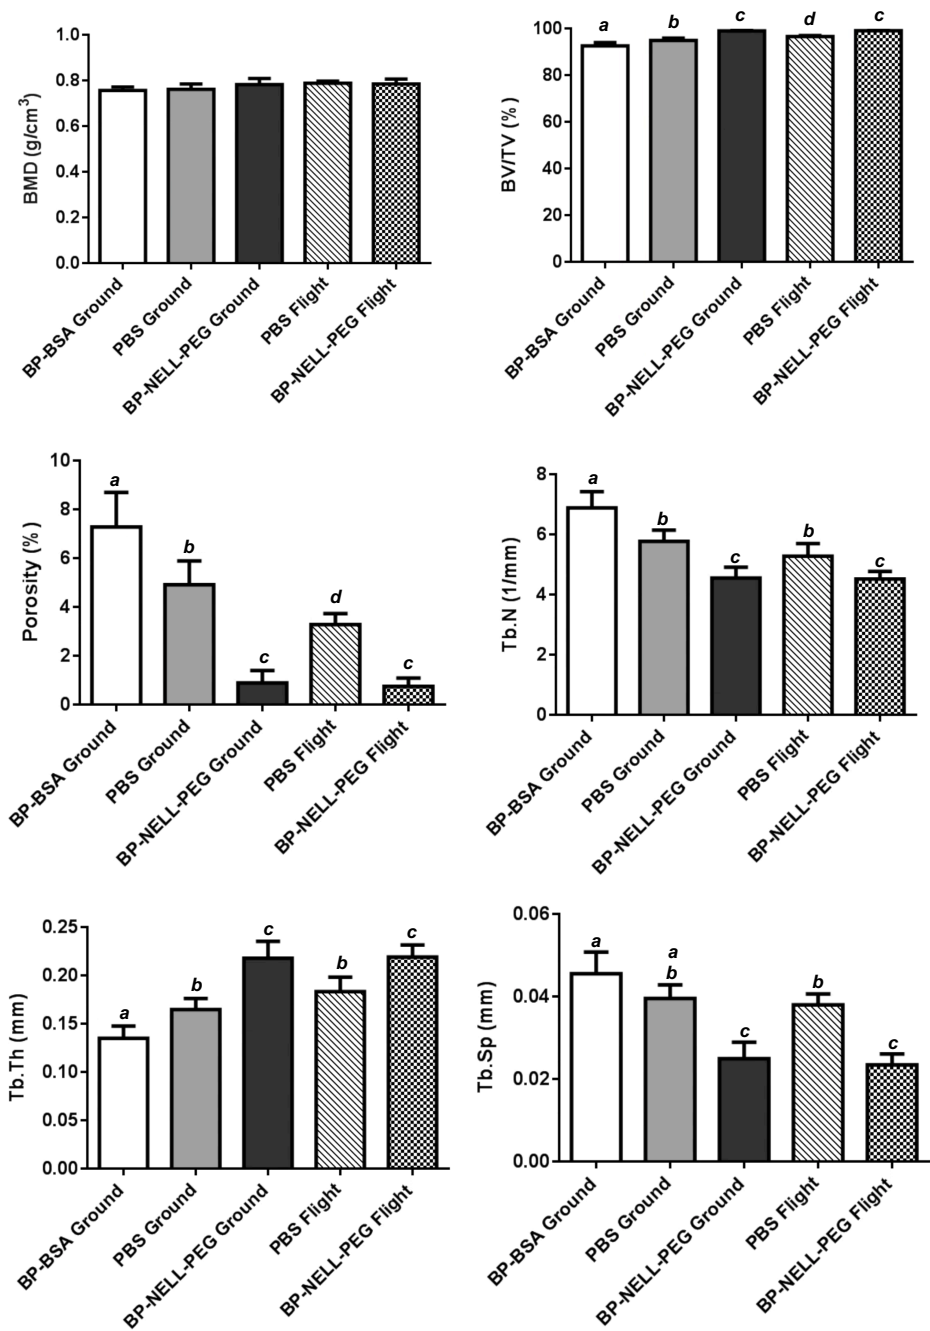 BMD (g/cm³)
1.0
0.8
0.6
0.4
0.2
0.0
BP-BSA Ground
PBS Ground
BP-NELL-PEG Ground
PBS Flight
BP-NELL-PEG Flight
BV/TV (%)
100
80
60
40
20
0
a
b
c
d
c
BP-BSA Ground
PBS Ground
BP-NELL-PEG Ground
PBS Flight
BP-NELL-PEG Flight
Porosity (%)
10
8
6
4
2
0
a
b
c
d
c
BP-BSA Ground
PBS Ground
BP-NELL-PEG Ground
PBS Flight
BP-NELL-PEG Flight
Tb.N (1/mm)
8
6
4
2
0
a
b
c
b
c
BP-BSA Ground
PBS Ground
BP-NELL-PEG Ground
PBS Flight
BP-NELL-PEG Flight
Tb.Th (mm)
0.25
0.20
0.15
0.10
0.05
0.00
a
b
c
b
c
BP-BSA Ground
PBS Ground
BP-NELL-PEG Ground
PBS Flight
BP-NELL-PEG Flight
Tb.Sp (mm)
0.06
0.04
0.02
0.00
a
a
b
c
b
c
BP-BSA Ground
PBS Ground
BP-NELL-PEG Ground
PBS Flight
BP-NELL-PEG Flight